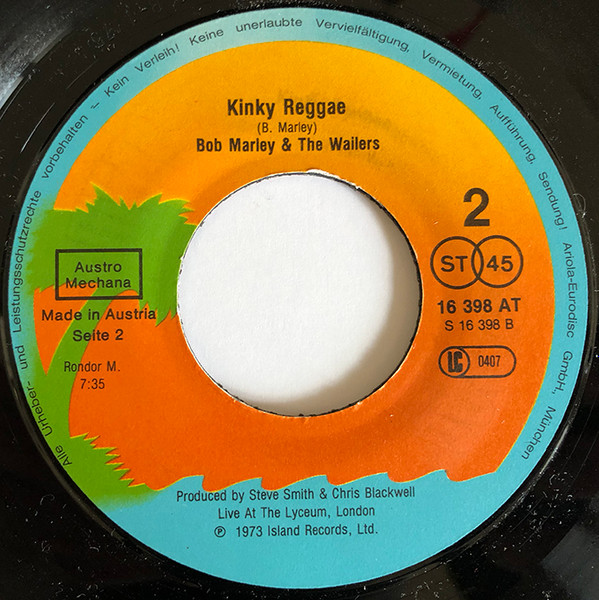 Alle Urheber- und Leistungsschutzrechte vorbehalten – Kein Verleih! Keine unerlaubte Vervielfältigung, Vermietung, Aufführung, Sendung! Ariola-Eurodisc GmbH., München
Kinky Reggae
(B. Marley)
Bob Marley & The Wailers
2
ST 45
16 398 AT
S 16 398 B
LC 0407
Austro
Mechana
Made in Austria
Seite 2
Rondor M.
7:35
Produced by Steve Smith & Chris Blackwell
Live At The Lyceum, London
℗ 1973 Island Records, Ltd.